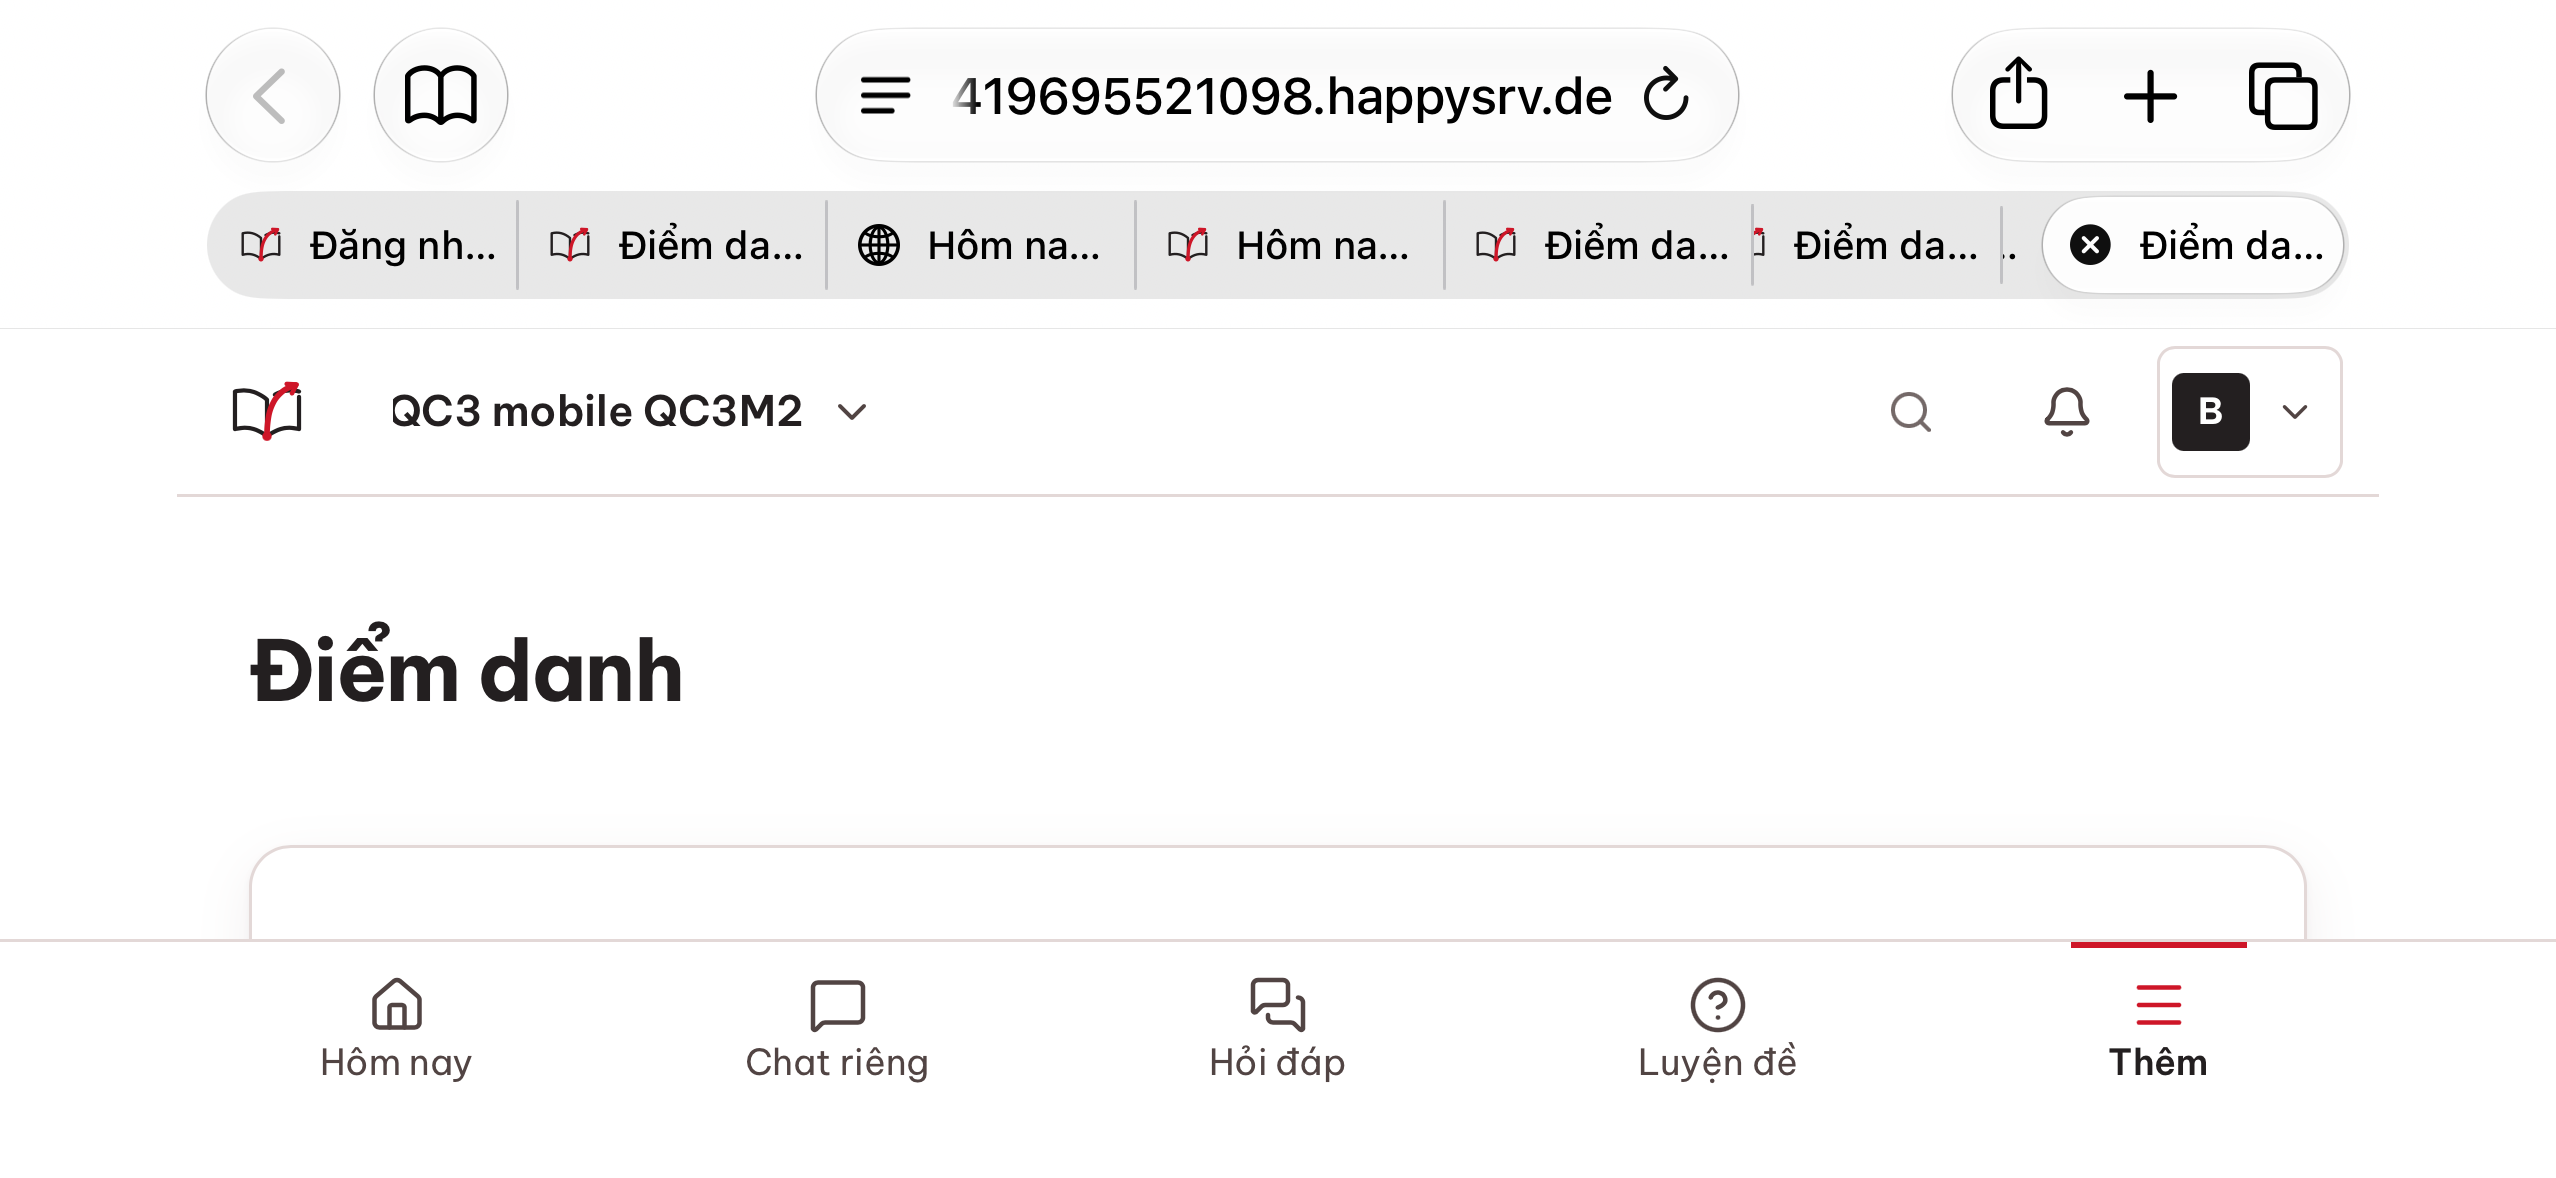 419695521098.happysrv.de
Đăng nh... Điểm da... Hôm na... Hôm na... Điểm da... Điểm da... Điểm da...
QC3 mobile QC3M2
B
Điểm danh
Hôm nay Chat riêng Hỏi đáp Luyện đề Thêm